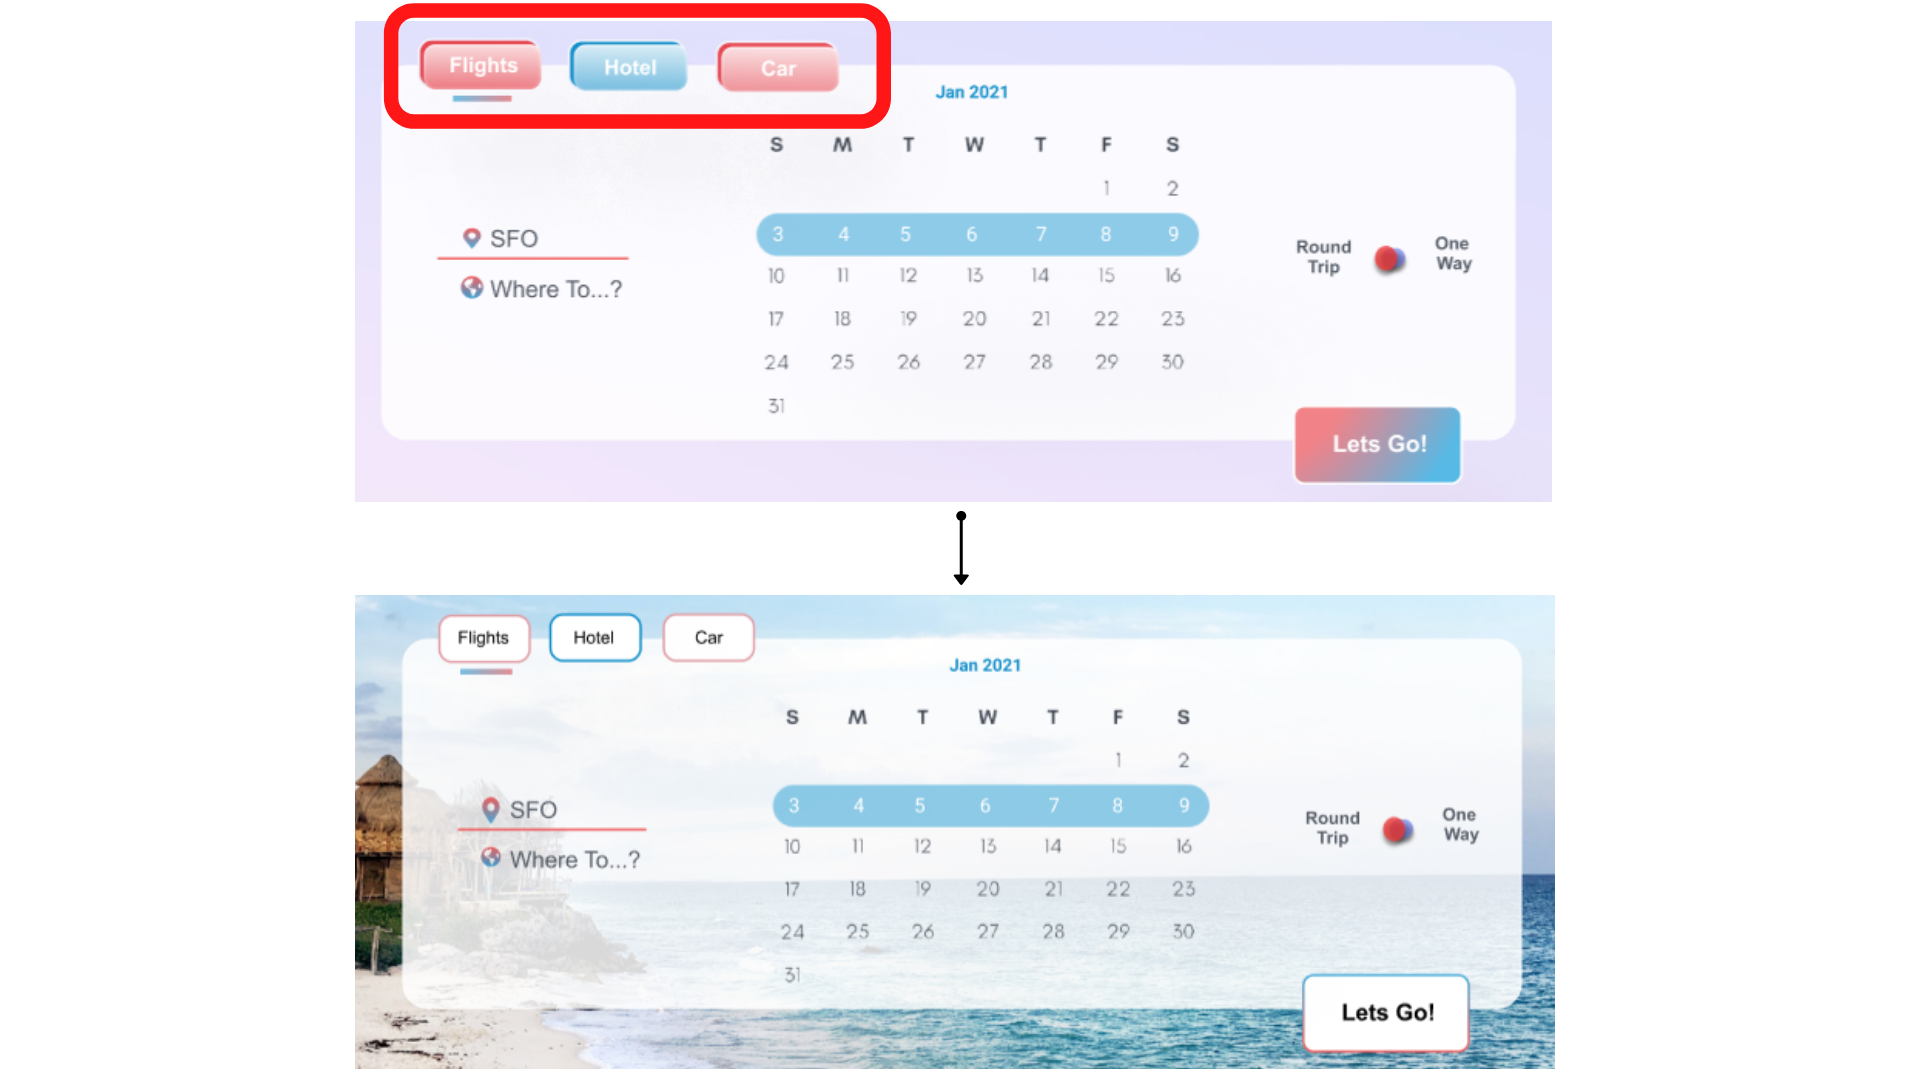 Flights Hotel Car
Jan 2021
S M T W T F S
1 2
3 4 5 6 7 8 9
10 11 12 13 14 15 16
17 18 19 20 21 22 23
24 25 26 27 28 29 30
31
SFO
Where To...?
Round
Trip
One
Way
Lets Go!
Flights Hotel Car
Jan 2021
S M T W T F S
1 2
3 4 5 6 7 8 9
10 11 12 13 14 15 16
17 18 19 20 21 22 23
24 25 26 27 28 29 30
31
SFO
Where To...?
Round
Trip
One
Way
Lets Go!